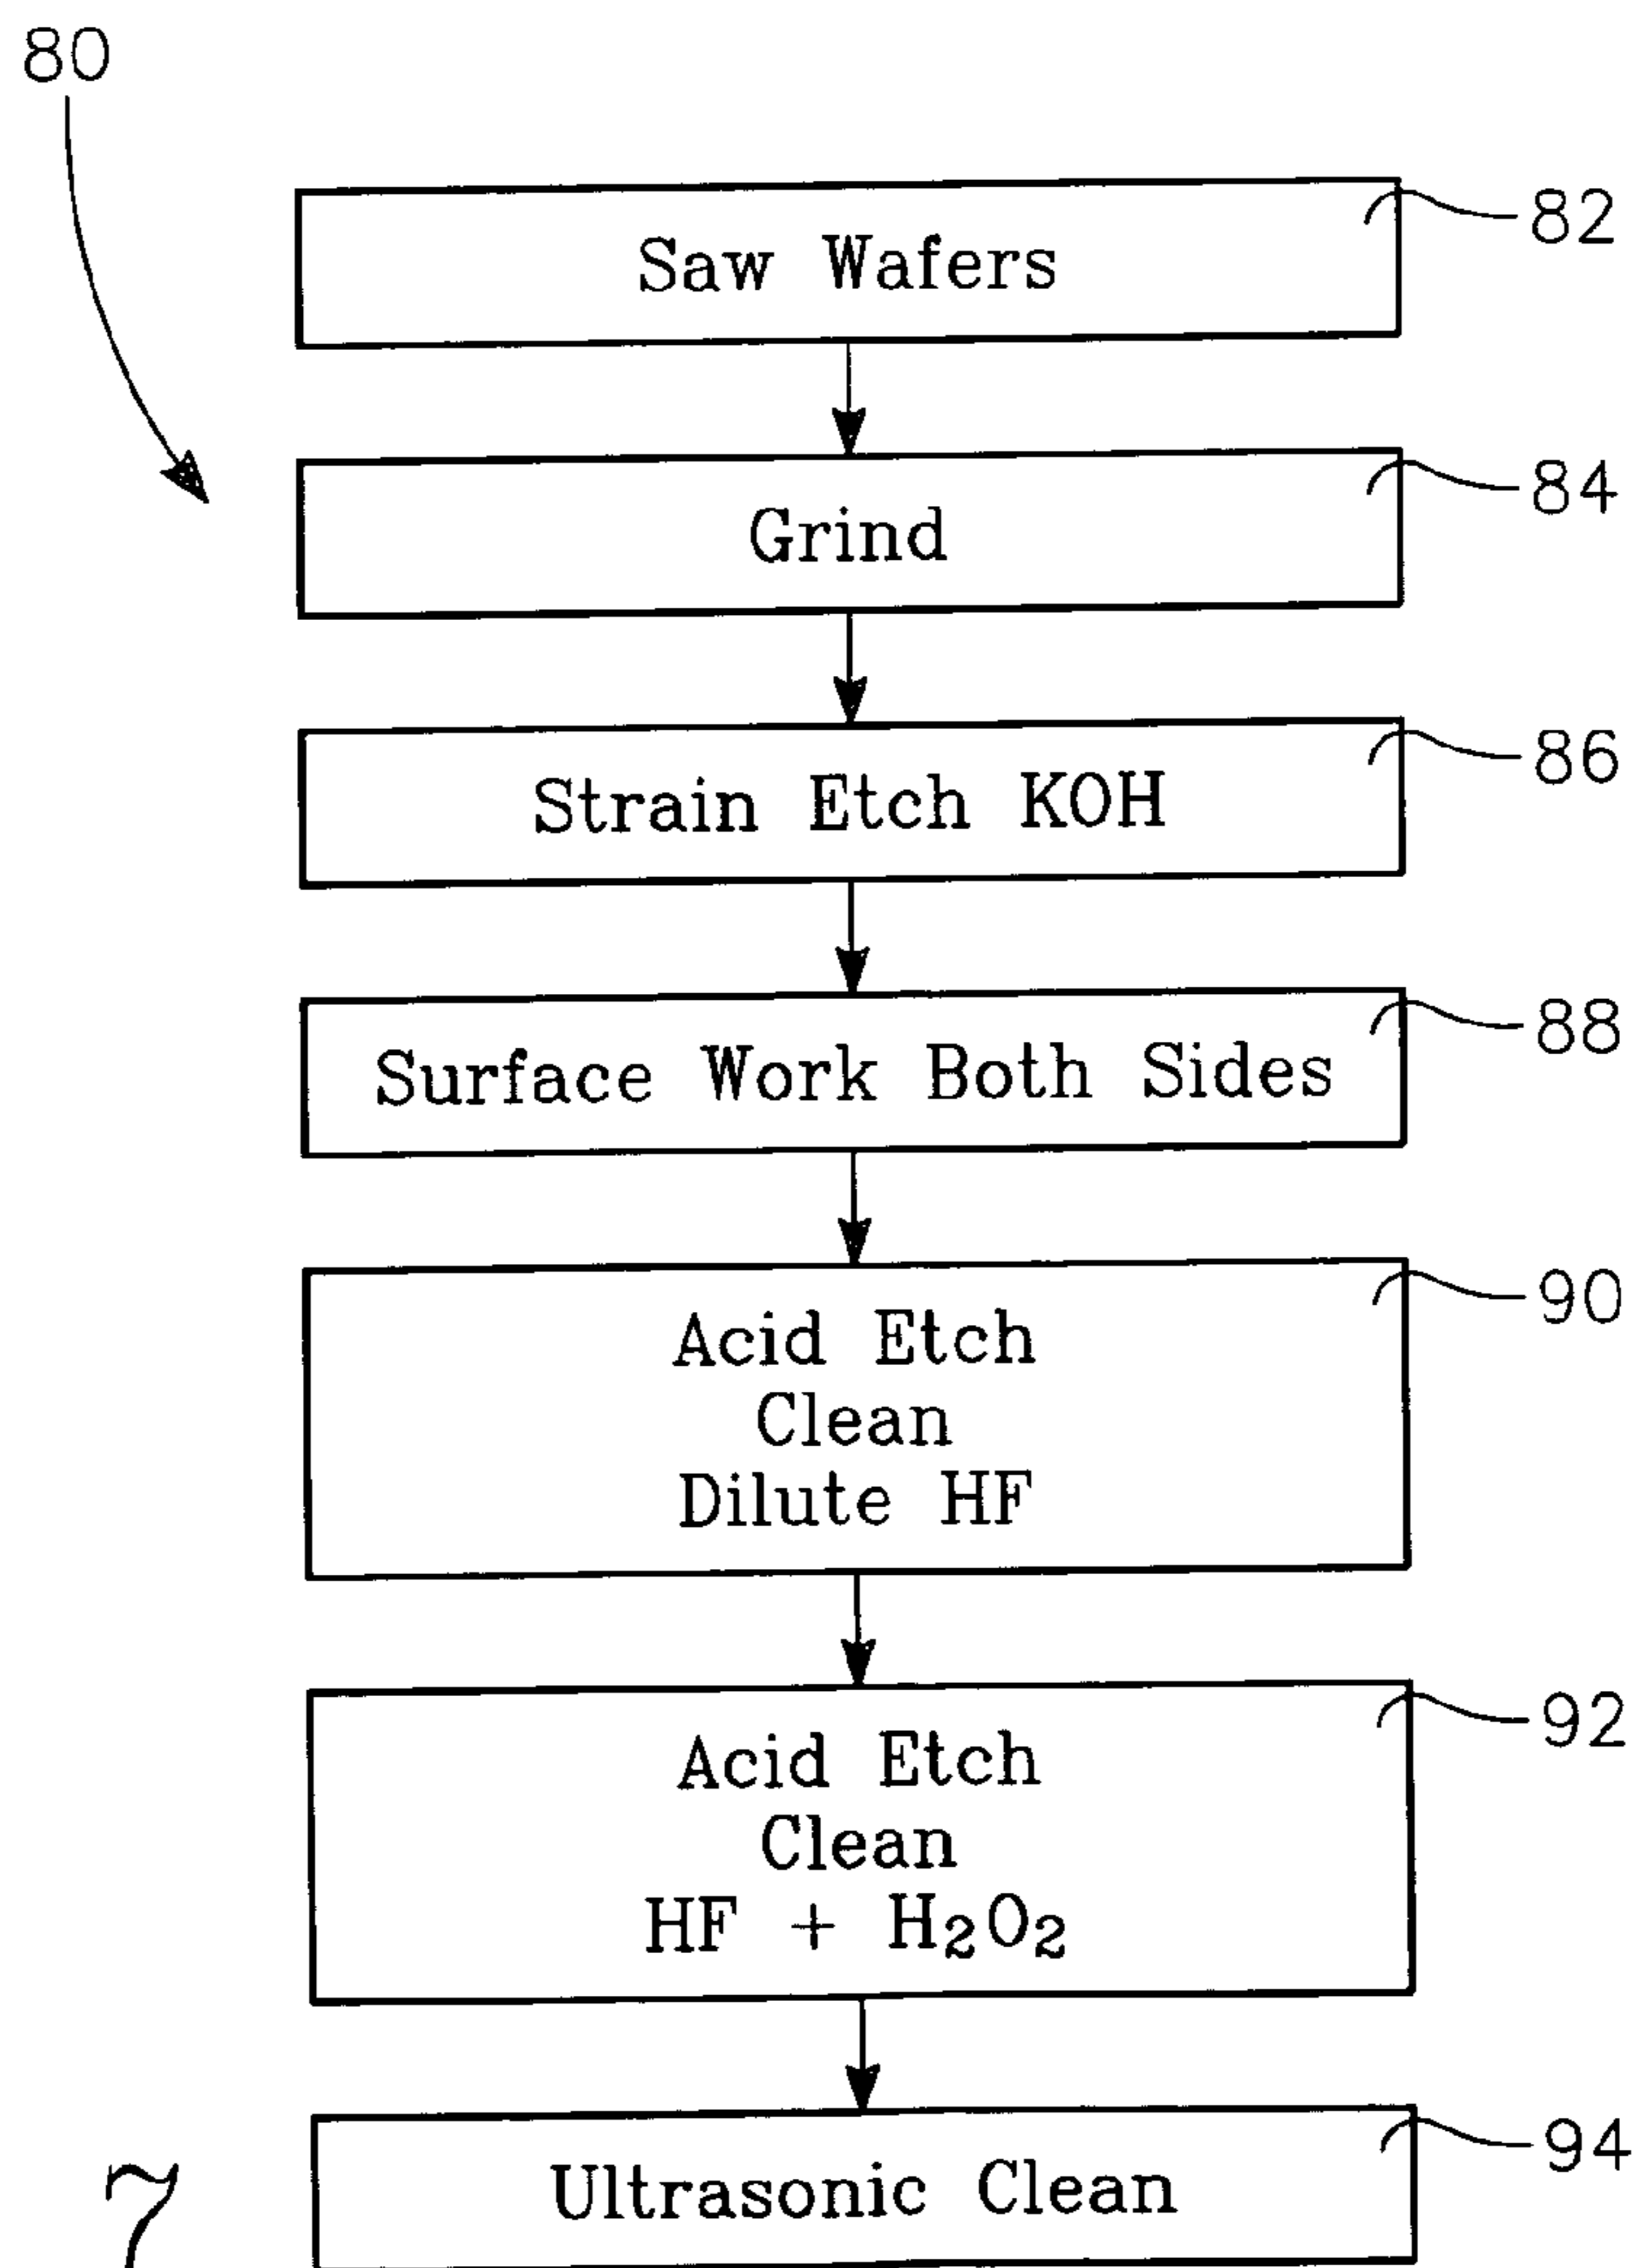 80
Saw Wafers
82
Grind
84
Strain Etch KOH
86
Surface Work Both Sides
88
Acid Etch
Clean
Dilute HF
90
Acid Etch
Clean
HF + H₂O₂
92
Ultrasonic Clean
94
7